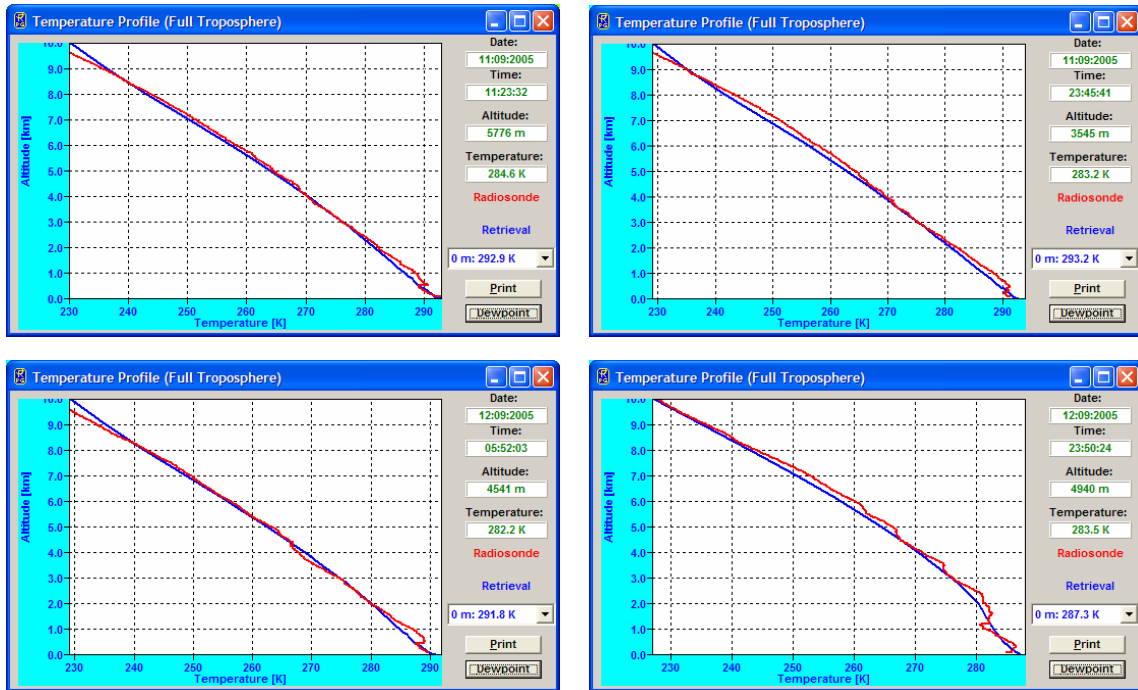 Temperature Profile (Full Troposphere)
10.0
9.0
8.0
7.0
6.0
5.0
4.0
3.0
2.0
1.0
0.0
Altitude [km]
230 240 250 260 270 280 290
Temperature [K]
Date:
11:09:2005
Time:
11:23:32
Altitude:
5776 m
Temperature:
284.6 K
Radiosonde
Retrieval
0 m: 292.9 K
Print
Dewpoint
Temperature Profile (Full Troposphere)
10.0
9.0
8.0
7.0
6.0
5.0
4.0
3.0
2.0
1.0
0.0
Altitude [km]
230 240 250 260 270 280 290
Temperature [K]
Date:
11:09:2005
Time:
23:45:41
Altitude:
3545 m
Temperature:
283.2 K
Radiosonde
Retrieval
0 m: 293.2 K
Print
Dewpoint
Temperature Profile (Full Troposphere)
10.0
9.0
8.0
7.0
6.0
5.0
4.0
3.0
2.0
1.0
0.0
Altitude [km]
230 240 250 260 270 280 290
Temperature [K]
Date:
12:09:2005
Time:
05:52:03
Altitude:
4541 m
Temperature:
282.2 K
Radiosonde
Retrieval
0 m: 291.8 K
Print
Dewpoint
Temperature Profile (Full Troposphere)
10.0
9.0
8.0
7.0
6.0
5.0
4.0
3.0
2.0
1.0
0.0
Altitude [km]
230 240 250 260 270 280
Temperature [K]
Date:
12:09:2005
Time:
23:50:24
Altitude:
4940 m
Temperature:
283.5 K
Radiosonde
Retrieval
0 m: 287.3 K
Print
Dewpoint